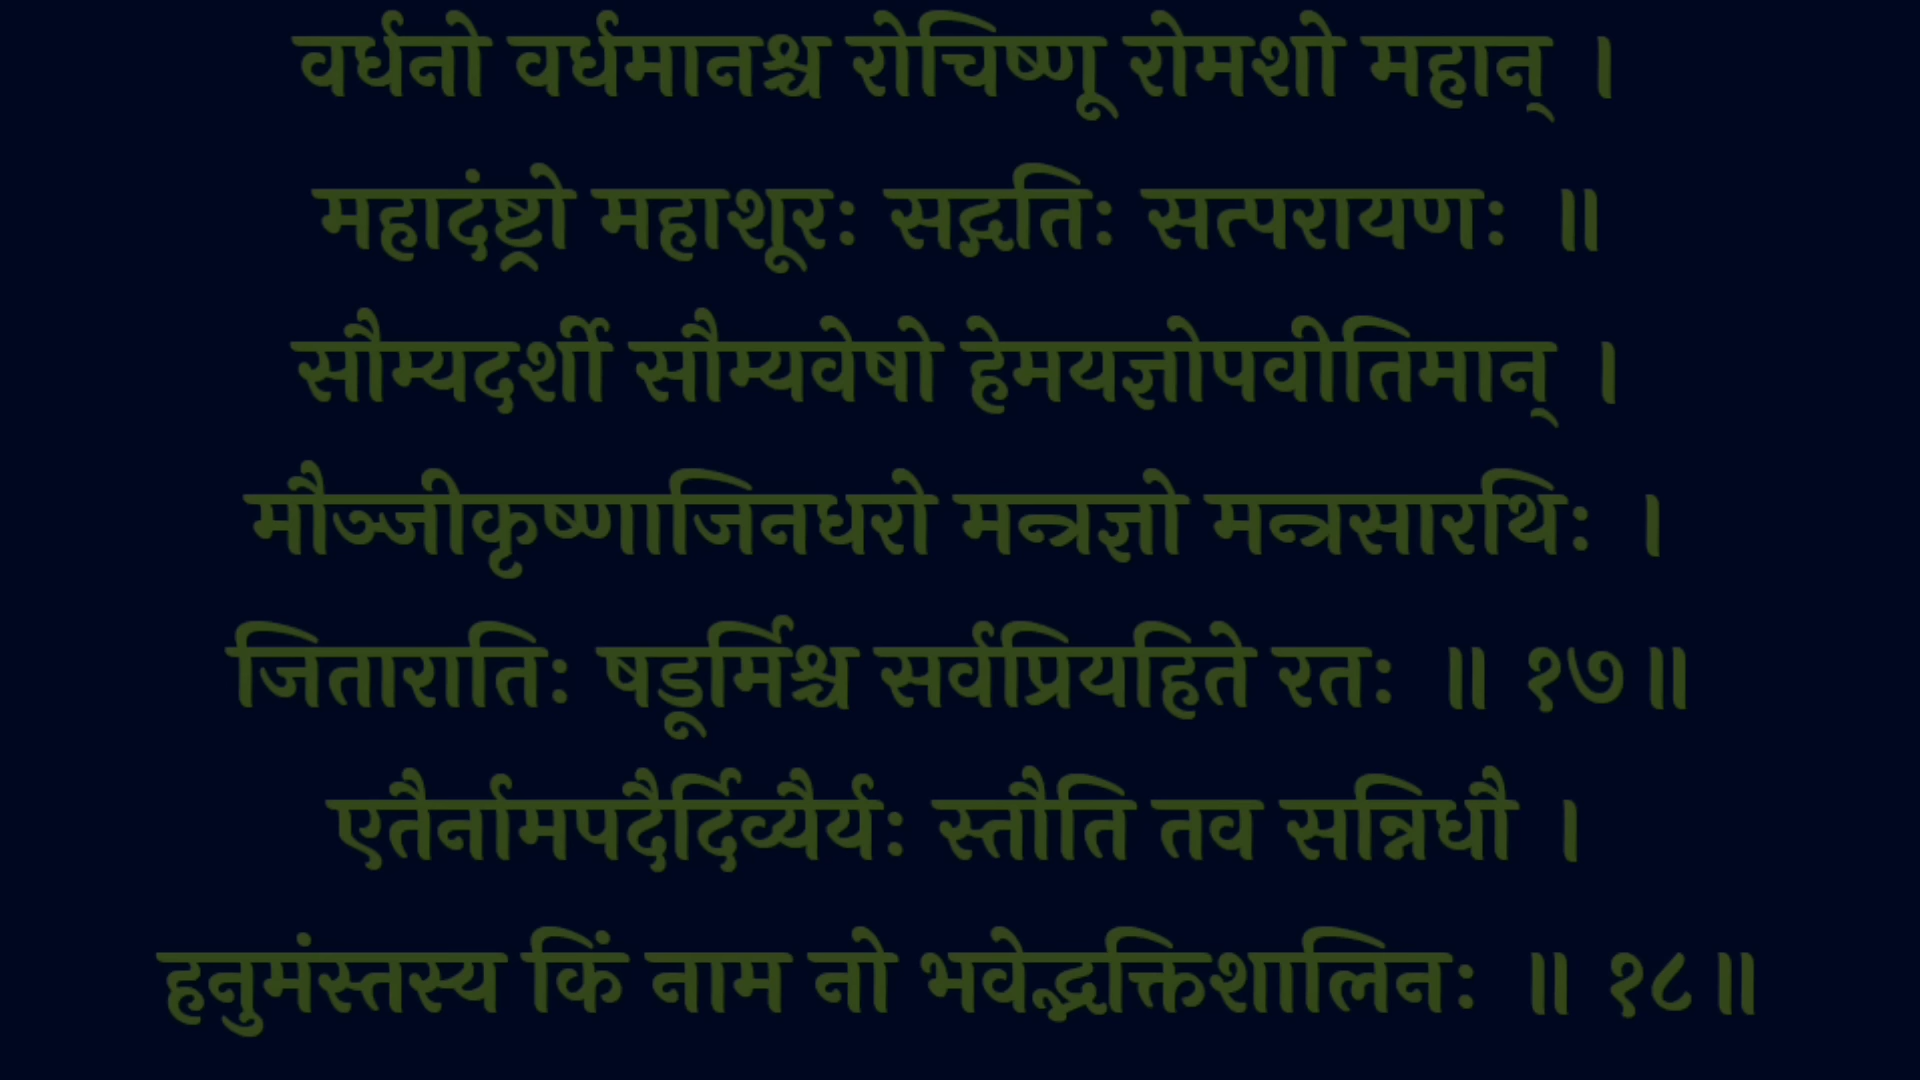 वर्धनो वर्धमानश्च रोचिष्णू रोमशो महान् ।
महादंष्ट्रो महाशूरः सद्गतिः सत्परायणः ॥
सौम्यदर्शी सौम्यवेषो हेमयज्ञोपवीतिमान् ।
मौञ्जीकृष्णाजिनधरो मन्त्रज्ञो मन्त्रसारथिः ।
जितारातिः षडूर्मिश्च सर्वप्रियहिते रतः ॥ १७॥
एतैर्नामपदैर्दिव्यैर्यः स्तौति तव सन्निधौ ।
हनुमंस्तस्य किं नाम नो भवेद्भक्तिशालिनः ॥ १८॥